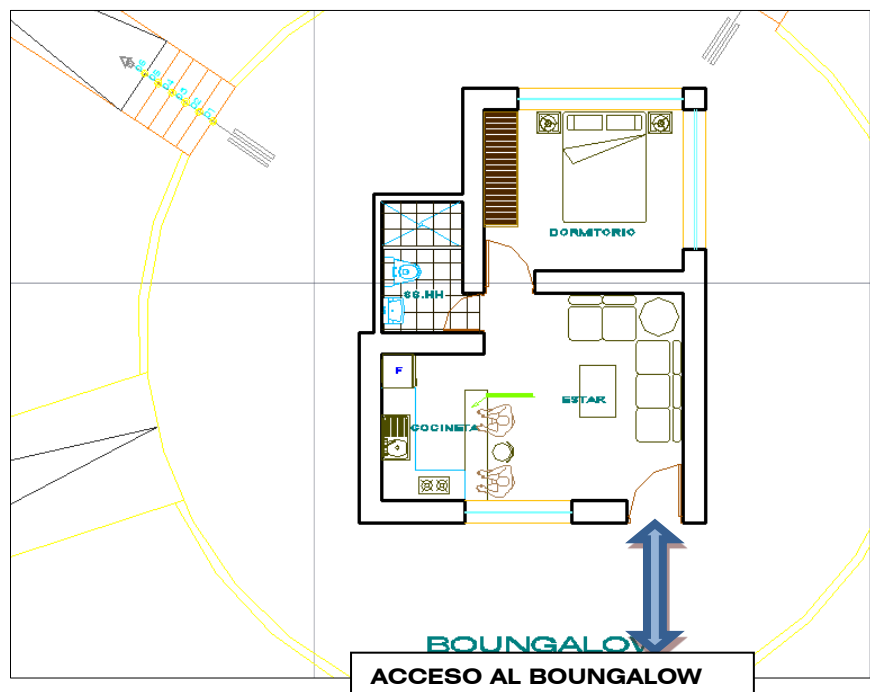 DORMITORIO
SS.HH
F
ESTAR
COCINETA
BOUNGALOW
ACCESO AL BOUNGALOW